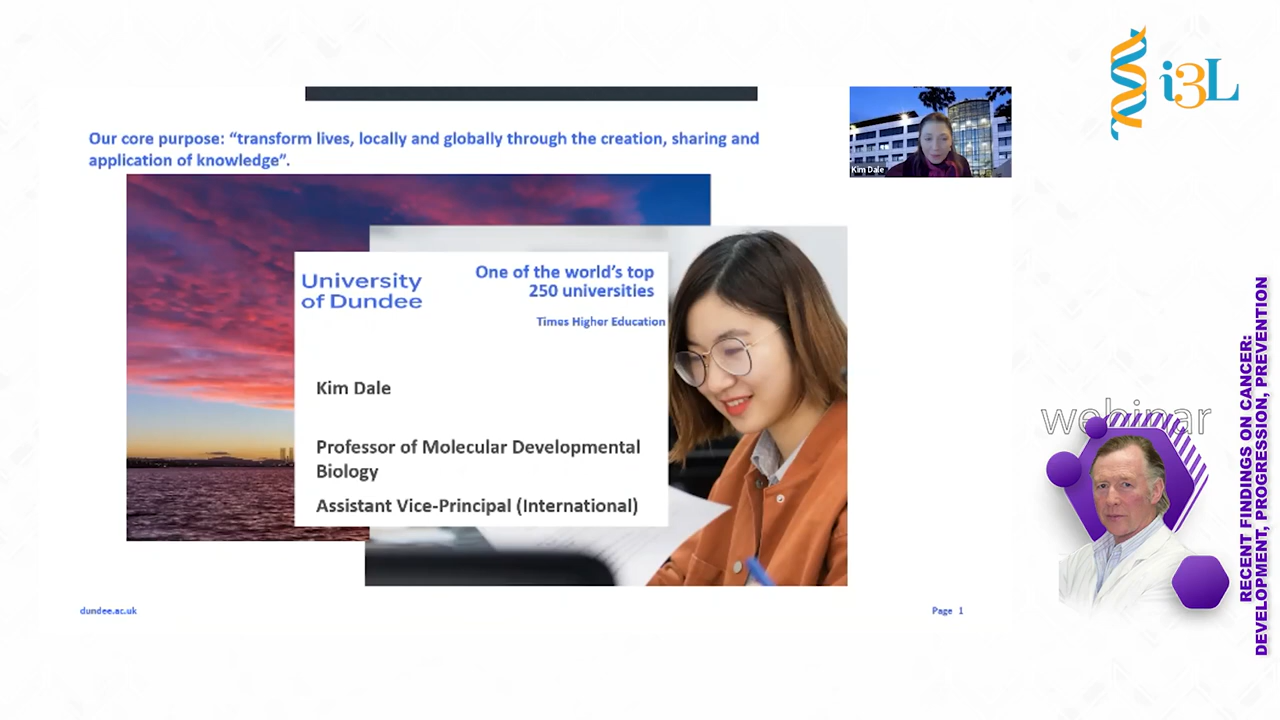 i3L
Our core purpose: “transform lives, locally and globally through the creation, sharing and
application of knowledge”.
Kim Dale
University
of Dundee
One of the world’s top
250 universities
Times Higher Education
Kim Dale
Professor of Molecular Developmental
Biology
Assistant Vice-Principal (International)
dundee.ac.uk
Page 1
webinar
RECENT FINDINGS ON CANCER:
DEVELOPMENT, PROGRESSION, PREVENTION